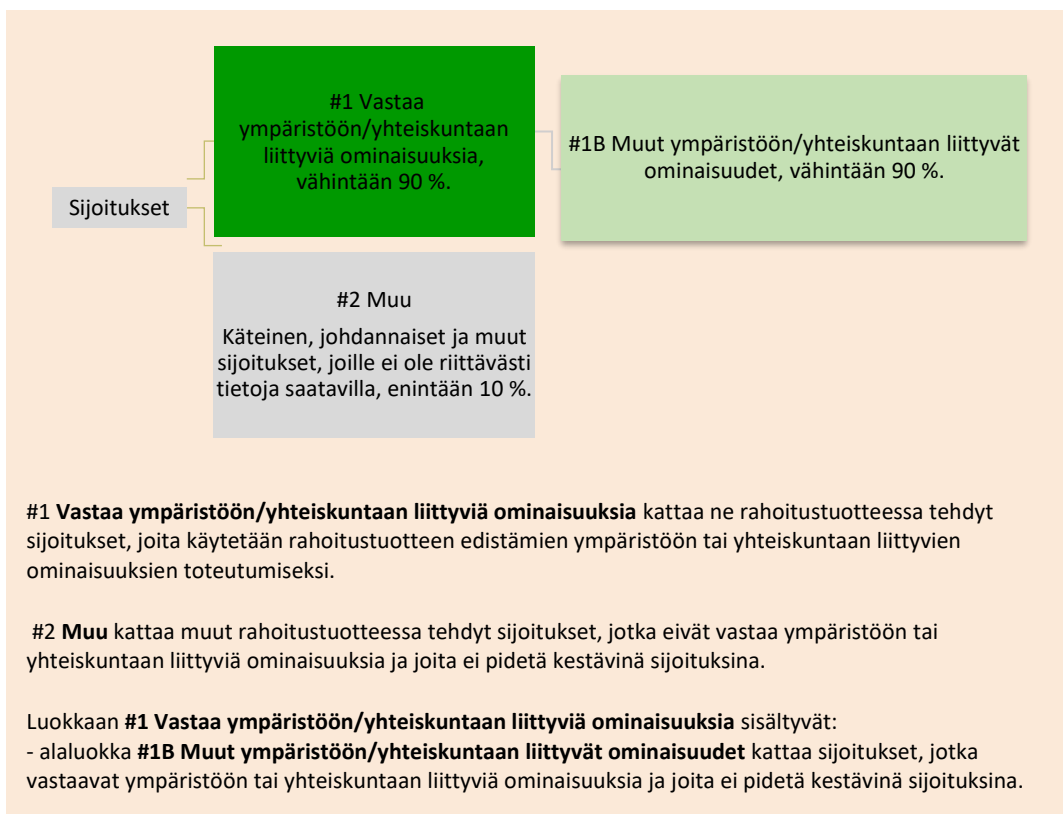 #1 Vastaa
ympäristöön/yhteiskuntaan
liittyviä ominaisuuksia,
vähintään 90 %.
#1B Muut ympäristöön/yhteiskuntaan liittyvät
ominaisuudet, vähintään 90 %.
Sijoitukset
#2 Muu
Käteinen, johdannaiset ja muut
sijoitukset, joille ei ole riittävästi
tietoja saatavilla, enintään 10 %.
#1 Vastaa ympäristöön/yhteiskuntaan liittyviä ominaisuuksia kattaa ne rahoitustuotteessa tehdyt
sijoitukset, joita käytetään rahoitustuotteen edistämien ympäristöön tai yhteiskuntaan liittyvien
ominaisuuksien toteutumiseksi.
#2 Muu kattaa muut rahoitustuotteessa tehdyt sijoitukset, jotka eivät vastaa ympäristöön tai
yhteiskuntaan liittyviä ominaisuuksia ja joita ei pidetä kestävinä sijoituksina.
Luokkaan #1 Vastaa ympäristöön/yhteiskuntaan liittyviä ominaisuuksia sisältyvät:
- alaluokka #1B Muut ympäristöön/yhteiskuntaan liittyvät ominaisuudet kattaa sijoitukset, jotka
vastaavat ympäristöön tai yhteiskuntaan liittyviä ominaisuuksia ja joita ei pidetä kestävinä sijoituksina.